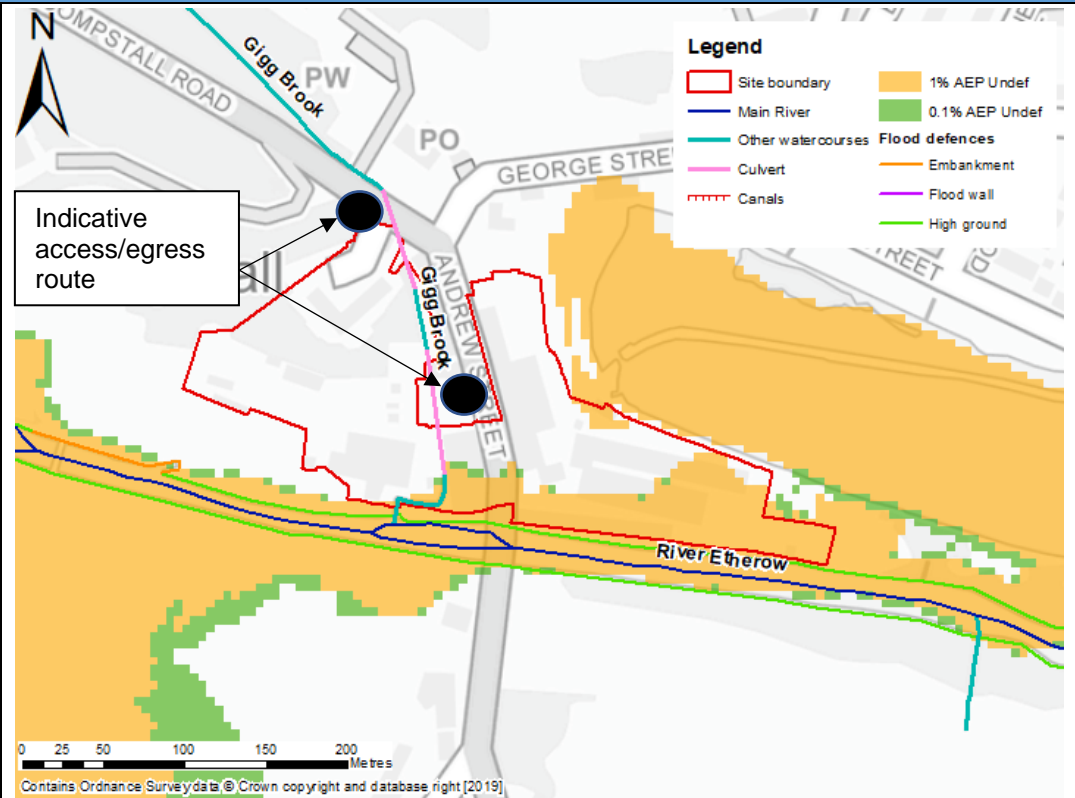 N
OMPSTALL ROAD
Gigg Brook
PW
PO
GEORGE STREE
Indicative
access/egress
route
all
Gigg Brook
ANDREW STREET
River Etherow
STREET
Legend
Site boundary
Main River
Other watercourses
Culvert
Canals
1% AEP Undef
0.1% AEP Undef
Flood defences
Embankment
Flood wall
High ground
0 25 50 100 150 200
Metres
Contains Ordnance Survey data,© Crown copyright and database right [2019]